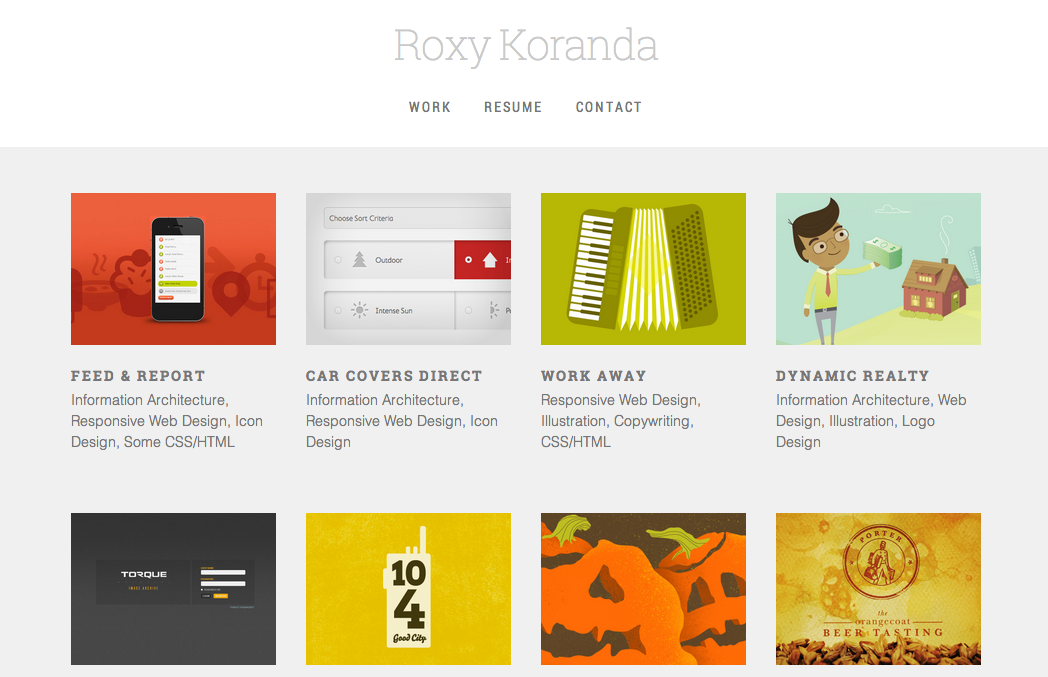 Roxy Koranda
WORK RESUME CONTACT
Choose Sort Criteria
Outdoor
Intense Sun
FEED & REPORT
Information Architecture,
Responsive Web Design, Icon
Design, Some CSS/HTML
CAR COVERS DIRECT
Information Architecture,
Responsive Web Design, Icon
Design
WORK AWAY
Responsive Web Design,
Illustration, Copywriting,
CSS/HTML
DYNAMIC REALTY
Information Architecture, Web
Design, Illustration, Logo
Design
TORQUE
IMAGE ARCHIVE
10
4
Good City.
PORTER
the
orangecoat
BEER TASTING